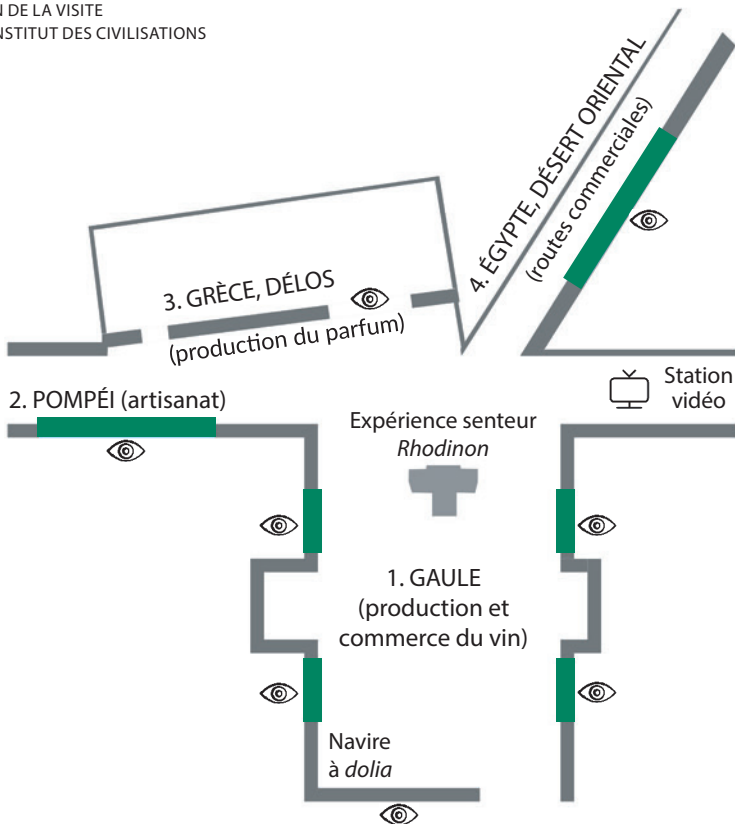 DE LA VISITE
INSTITUT DES CIVILISATIONS
4. ÉGYPTE, DÉSERT ORIENTAL
(routes commerciales)
3. GRÈCE, DÉLOS
(production du parfum)
2. POMPÉI (artisanat)
Station
vidéo
Expérience senteur
Rhodinon
1. GAULE
(production et
commerce du vin)
Navire
à dolia